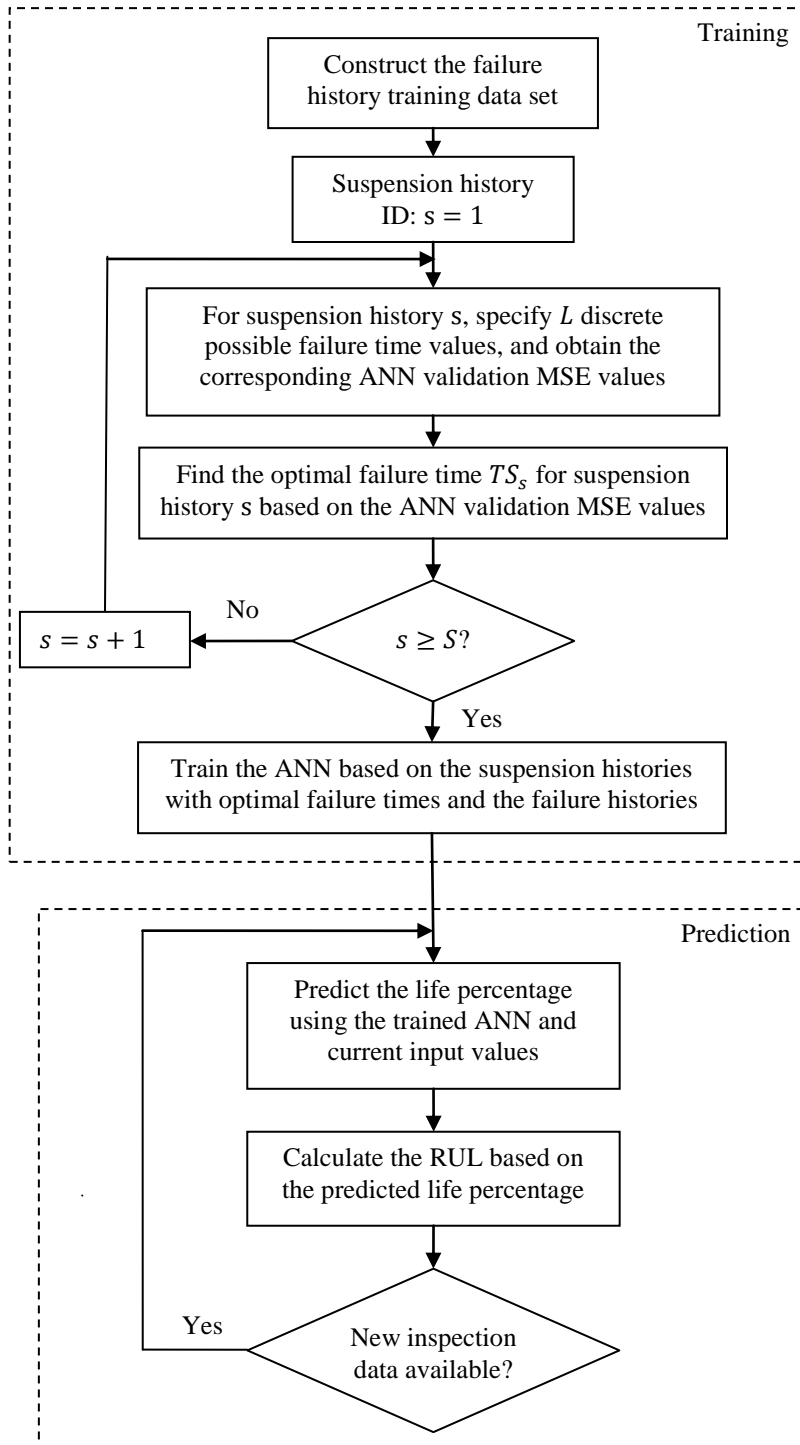 Training
Construct the failure
history training data set
Suspension history
ID: s = 1
For suspension history s, specify L discrete
possible failure time values, and obtain the
corresponding ANN validation MSE values
Find the optimal failure time TSₛ for suspension
history s based on the ANN validation MSE values
No
s = s + 1
s ≥ S?
Yes
Train the ANN based on the suspension histories
with optimal failure times and the failure histories
Prediction
Predict the life percentage
using the trained ANN and
current input values
Calculate the RUL based on
the predicted life percentage
Yes
New inspection
data available?